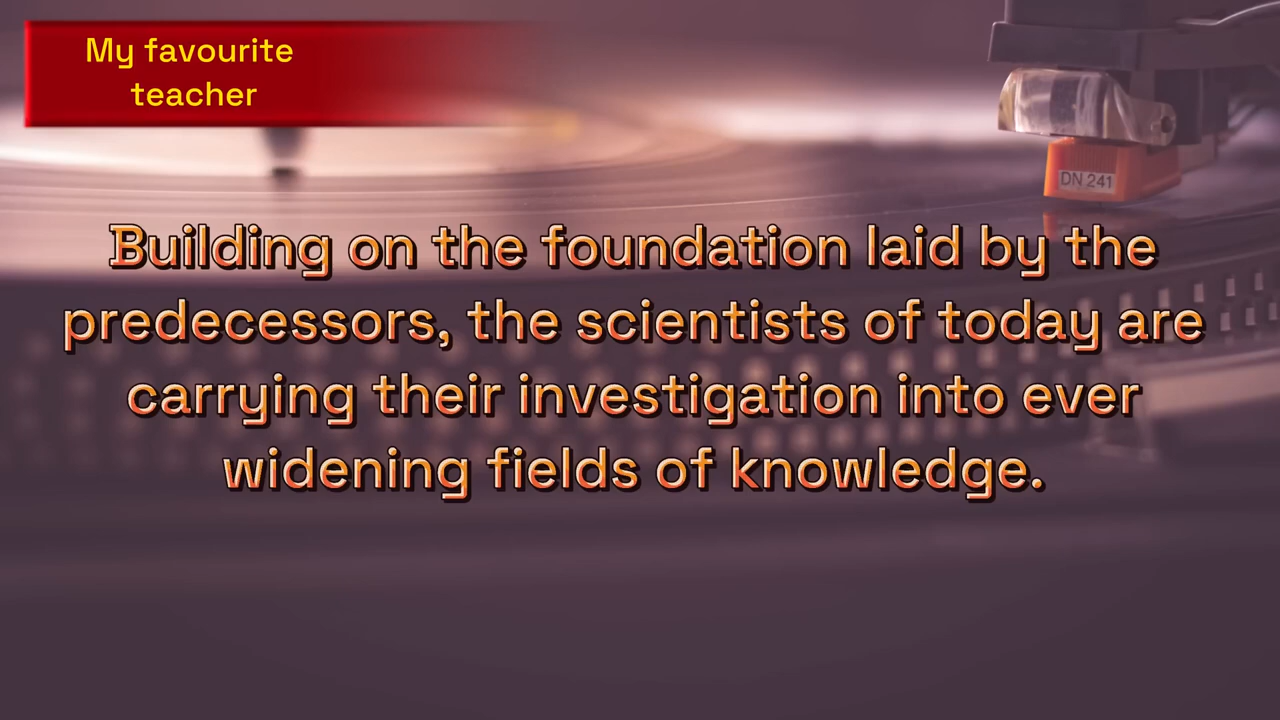 My favourite
teacher
DN 241
Building on the foundation laid by the
predecessors, the scientists of today are
carrying their investigation into ever
widening fields of knowledge.